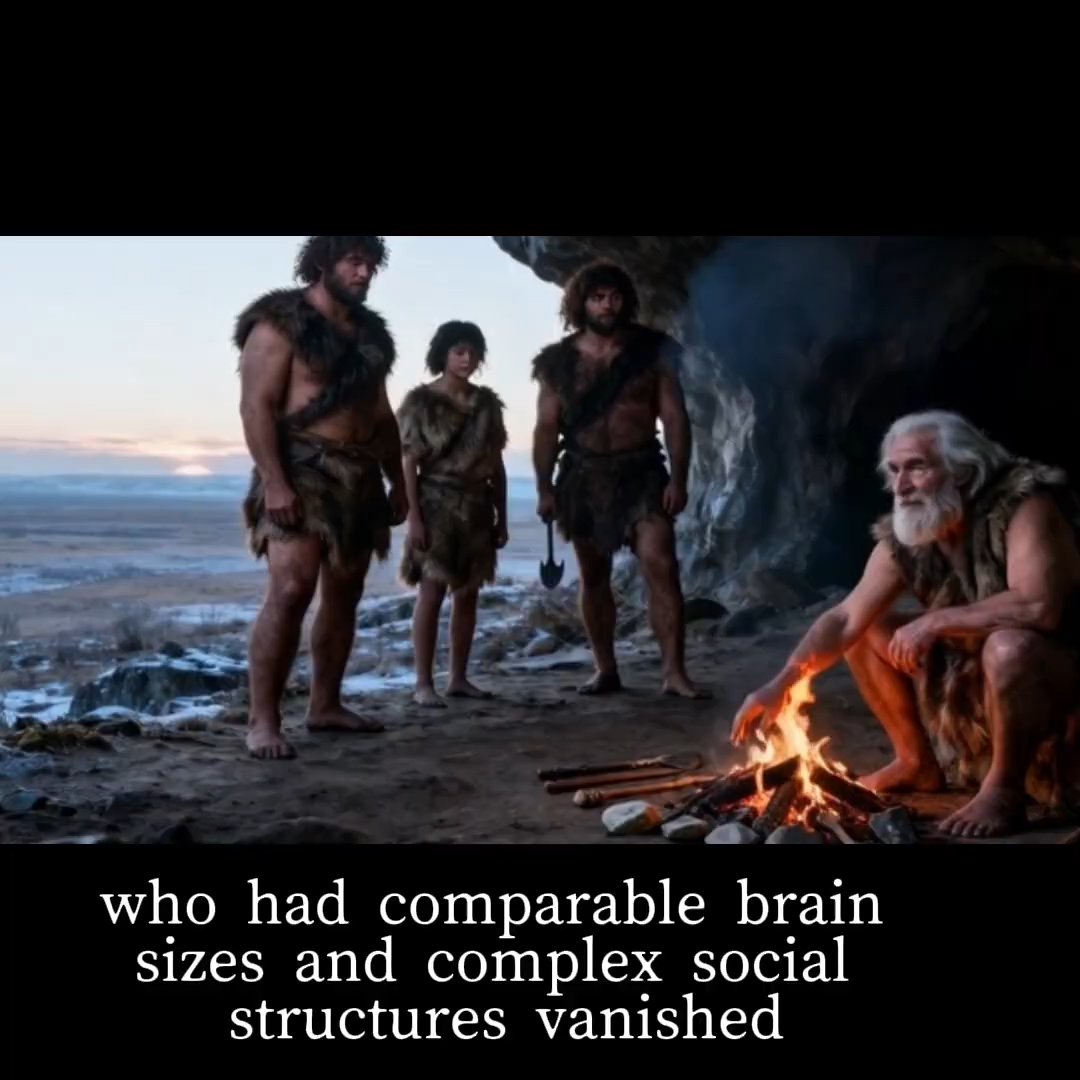 who had comparable brain
sizes and complex social
structures vanished